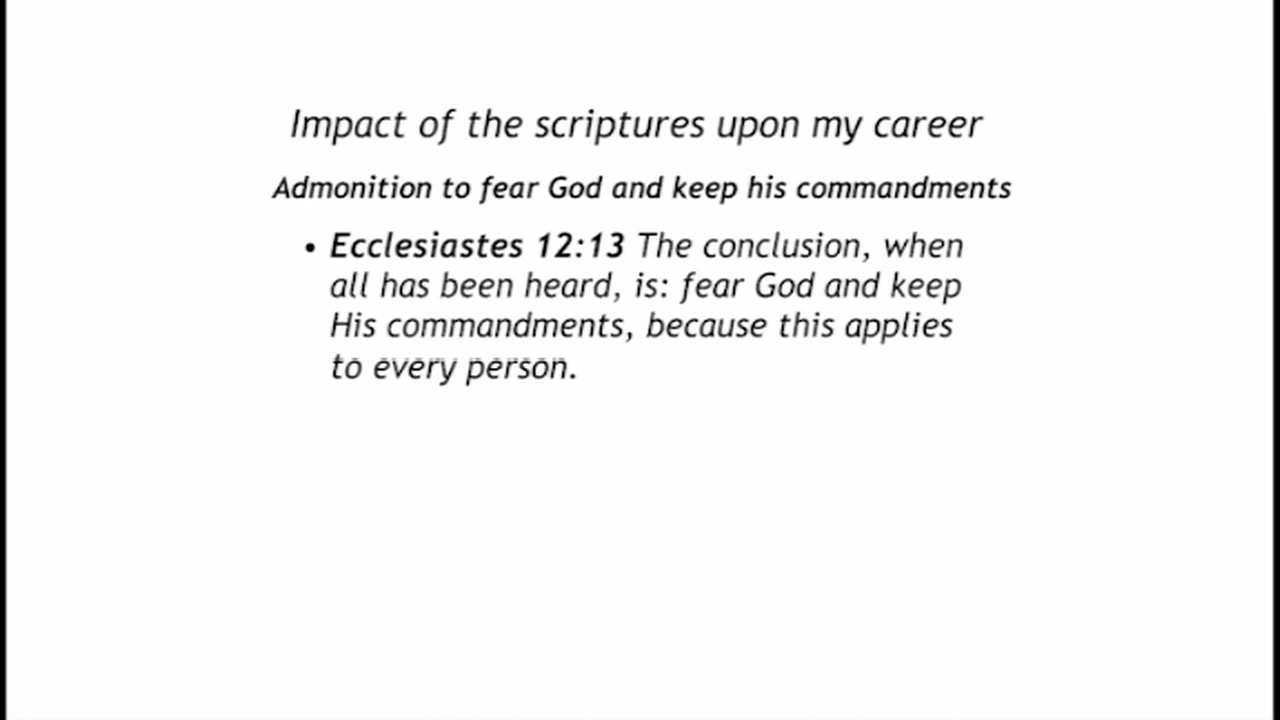 Impact of the scriptures upon my career
Admonition to fear God and keep his commandments
• Ecclesiastes 12:13 The conclusion, when
all has been heard, is: fear God and keep
His commandments, because this applies
to every person.